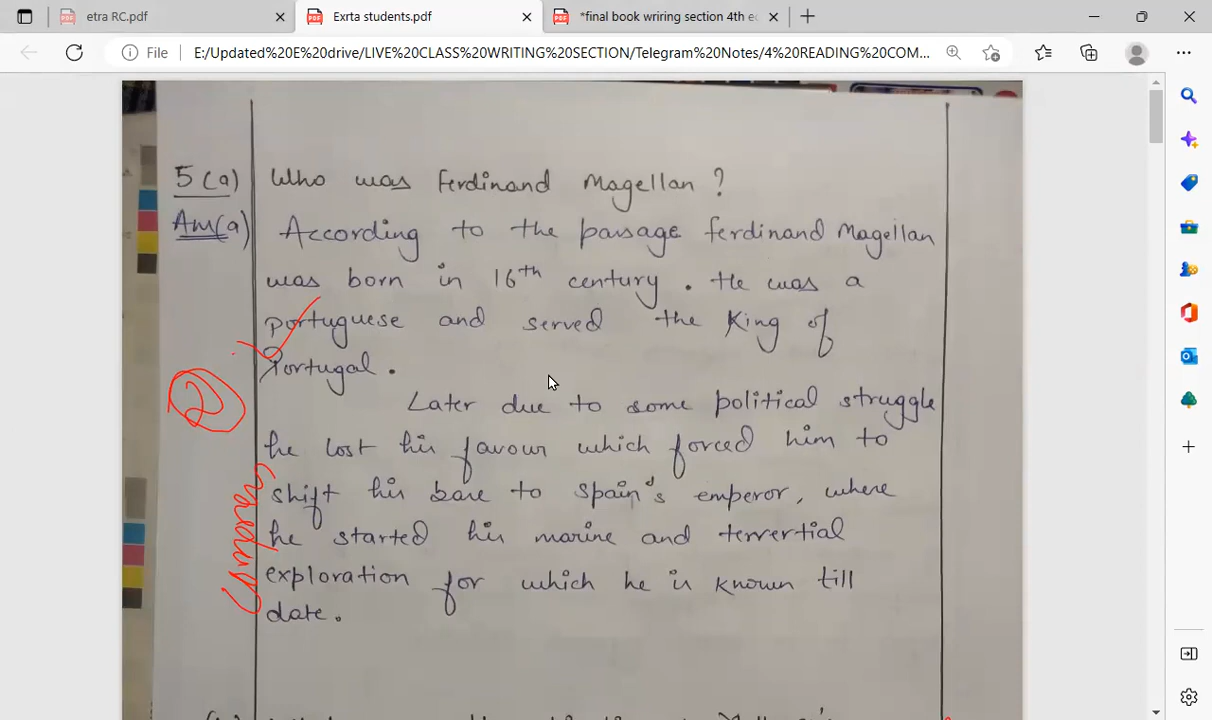 etra RC.pdf
Exrta students.pdf
*final book wriring section 4th ec
File
E:/Updated%20E%20drive/LIVE%20CLASS%20WRITING%20SECTION/Telegram%20Notes/4%20READING%20COM...
5(a) Who was Ferdinand Magellan ?
Ans(a) According to the passage ferdinand Magellan
was born in 16th century. He was a
portuguese and served the King of
Portugal.
2
Later due to some political struggle
he lost his favour which forced him to
shift his base to Spain's emperor, where
he started his marine and terrertial
exploration for which he is known till
date.